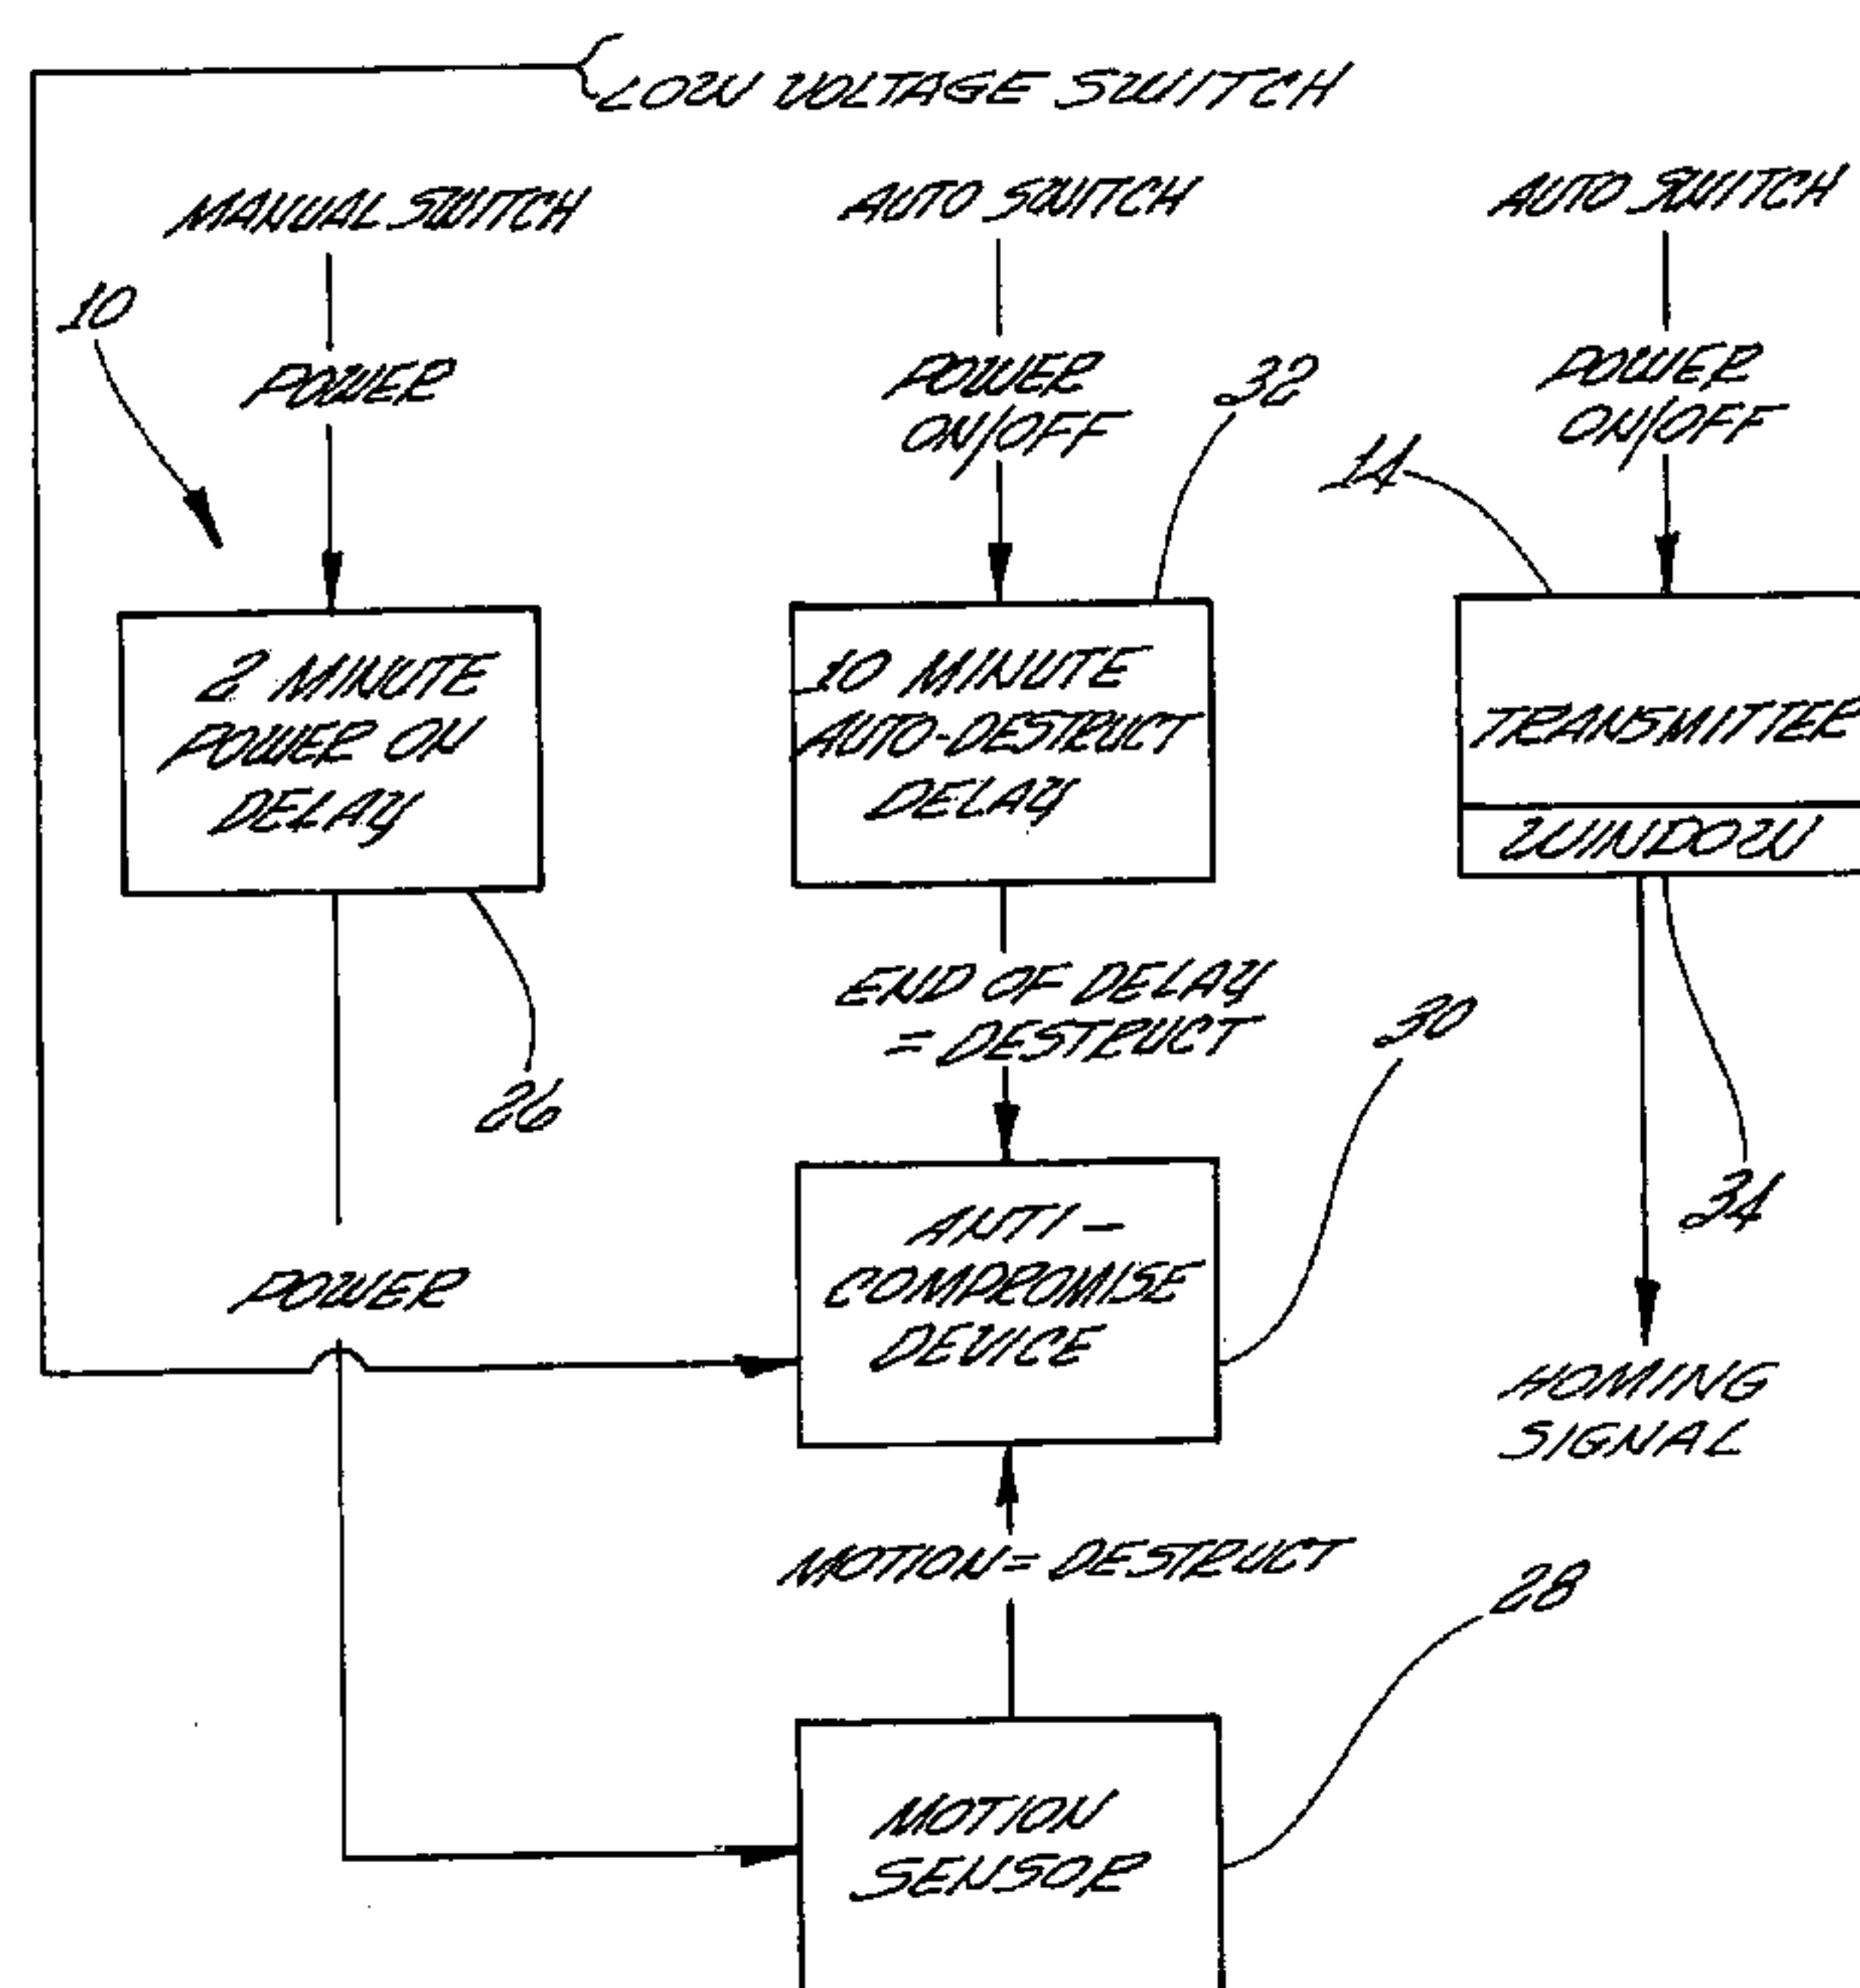 LOW VOLTAGE SWITCH
MANUAL SWITCH
AUTO SWITCH
AUTO SWITCH
10
POWER
POWER
ON/OFF
32
POWER
ON/OFF
14
2 MINUTE
POWER ON
DELAY
10 MINUTE
AUTO-DESTRUCT
DELAY
TRANSMITTER
WINDOW
END OF DELAY
= DESTRUCT
30
26
34
ANTI-
COMPROMISE
DEVICE
POWER
HOMING
SIGNAL
MOTION = DESTRUCT
28
MOTION
SENSOR